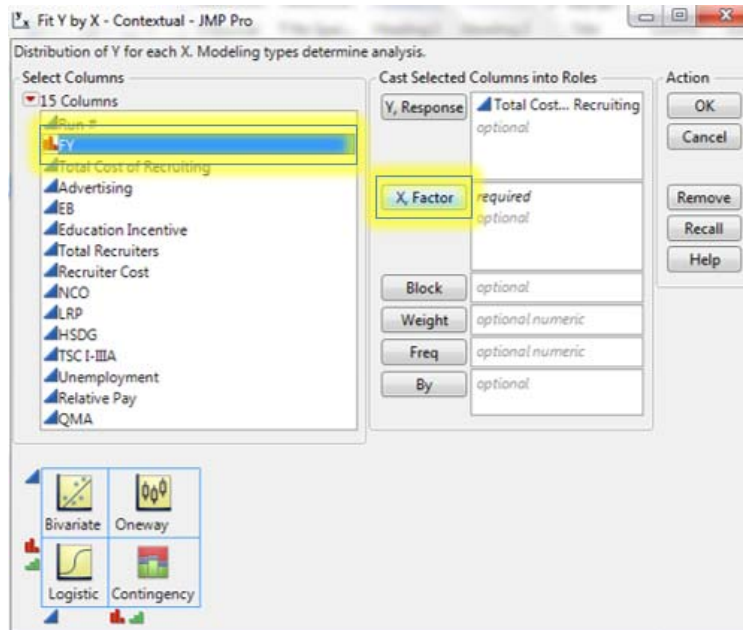 Fit Y by X - Contextual - JMP Pro
Distribution of Y for each X. Modeling types determine analysis.
Select Columns
15 Columns
Run #
FY
Total Cost of Recruiting
Advertising
EB
Education Incentive
Total Recruiters
Recruiter Cost
NCO
LRP
HSDG
TSC I-IIIA
Unemployment
Relative Pay
QMA
Cast Selected Columns into Roles
Y, Response
Total Cost... Recruiting
optional
X, Factor
required
optional
Block
optional
Weight
optional numeric
Freq
optional numeric
By
optional
Action
OK
Cancel
Remove
Recall
Help
Bivariate
Oneway
Logistic
Contingency